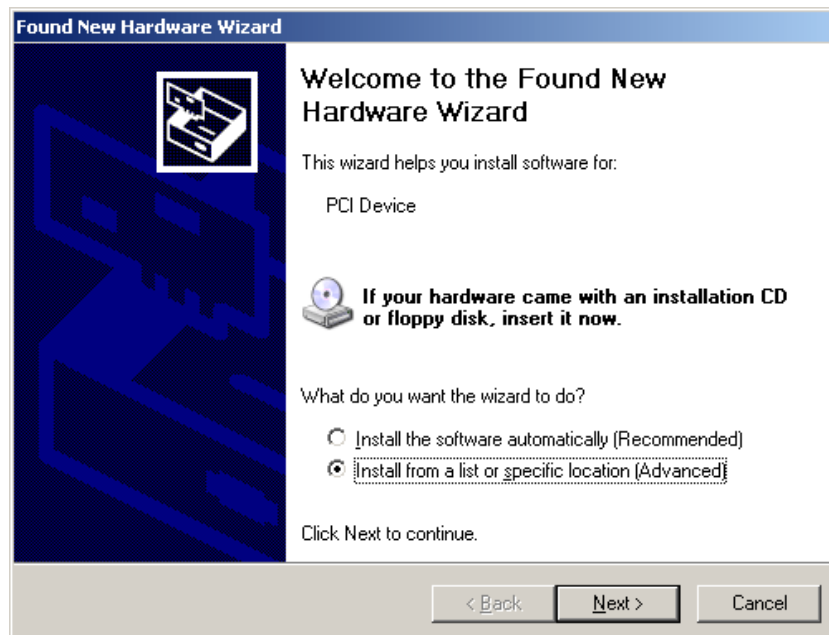 Found New Hardware Wizard
Welcome to the Found New
Hardware Wizard
This wizard helps you install software for:
PCI Device
If your hardware came with an installation CD
or floppy disk, insert it now.
What do you want the wizard to do?
Install the software automatically (Recommended)
Install from a list or specific location (Advanced)
Click Next to continue.
< Back Next > Cancel